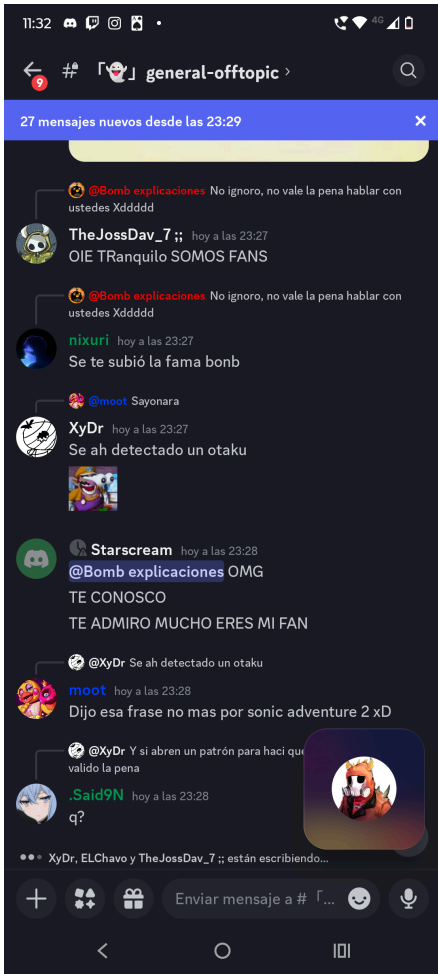 11:32
4G
9
# 「👻」general-offtopic ›
27 mensajes nuevos desde las 23:29
@Bomb explicaciones No ignoro, no vale la pena hablar con
ustedes Xddddd
TheJossDav_7 ;; hoy a las 23:27
OIE TRanquilo SOMOS FANS
@Bomb explicaciones No ignoro, no vale la pena hablar con
ustedes Xddddd
nixuri hoy a las 23:27
Se te subió la fama bonb
@moot Sayonara
XyDr hoy a las 23:27
Se ah detectado un otaku
Starscream hoy a las 23:28
@Bomb explicaciones OMG
TE CONOSCO
TE ADMIRO MUCHO ERES MI FAN
@XyDr Se ah detectado un otaku
moot hoy a las 23:28
Dijo esa frase no mas por sonic adventure 2 xD
@XyDr Y si abren un patrón para haci que
valido la pena
.Said9N hoy a las 23:28
q?
XyDr, ELChavo y TheJossDav_7 ;; están escribiendo...
Enviar mensaje a # 「...